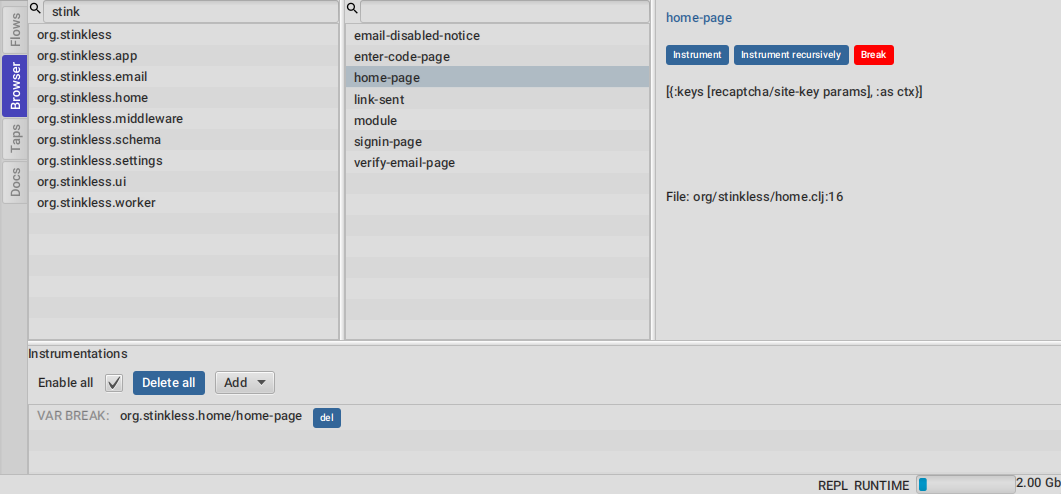 Flows
Browser
Taps
Docs
stink
org.stinkless
org.stinkless.app
org.stinkless.email
org.stinkless.home
org.stinkless.middleware
org.stinkless.schema
org.stinkless.settings
org.stinkless.ui
org.stinkless.worker
email-disabled-notice
enter-code-page
home-page
link-sent
module
signin-page
verify-email-page
home-page
Instrument Instrument recursively Break
[{:keys [recaptcha/site-key params], :as ctx}]
File: org/stinkless/home.clj:16
Instrumentations
Enable all Delete all Add
VAR BREAK: org.stinkless.home/home-page del
REPL RUNTIME 2.00 Gb